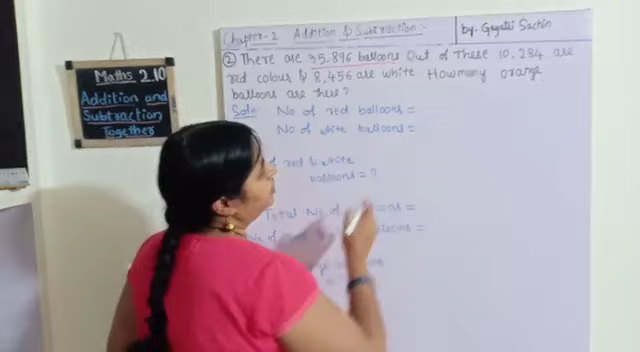 Chapter-2 Addition & Subtraction:-
by- Gayatri Sachin
② There are 35,896 balloons Out of these 10,284 are
red colour & 8,456 are white Howmany orange
balloons are there?
Soln No of red balloons =
No of white balloons =
of red & white
balloons = ?
Total No of =
Maths 2.10
Addition and
Subtraction
Together